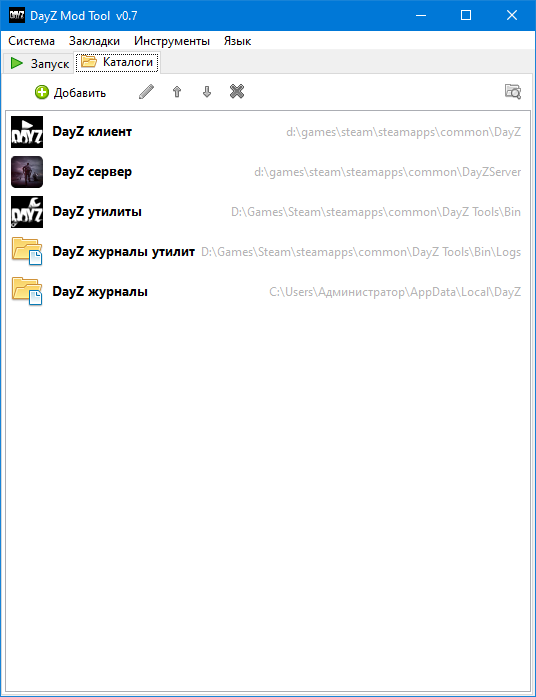 DayZ Mod Tool v0.7
Система Закладки Инструменты Язык
Запуск Каталоги
Добавить
DayZ клиент d:\games\steam\steamapps\common\DayZ
DayZ сервер d:\games\steam\steamapps\common\DayZServer
DayZ утилиты D:\Games\Steam\steamapps\common\DayZ Tools\Bin
DayZ журналы утилит D:\Games\Steam\steamapps\common\DayZ Tools\Bin\Logs
DayZ журналы C:\Users\Администратор\AppData\Local\DayZ